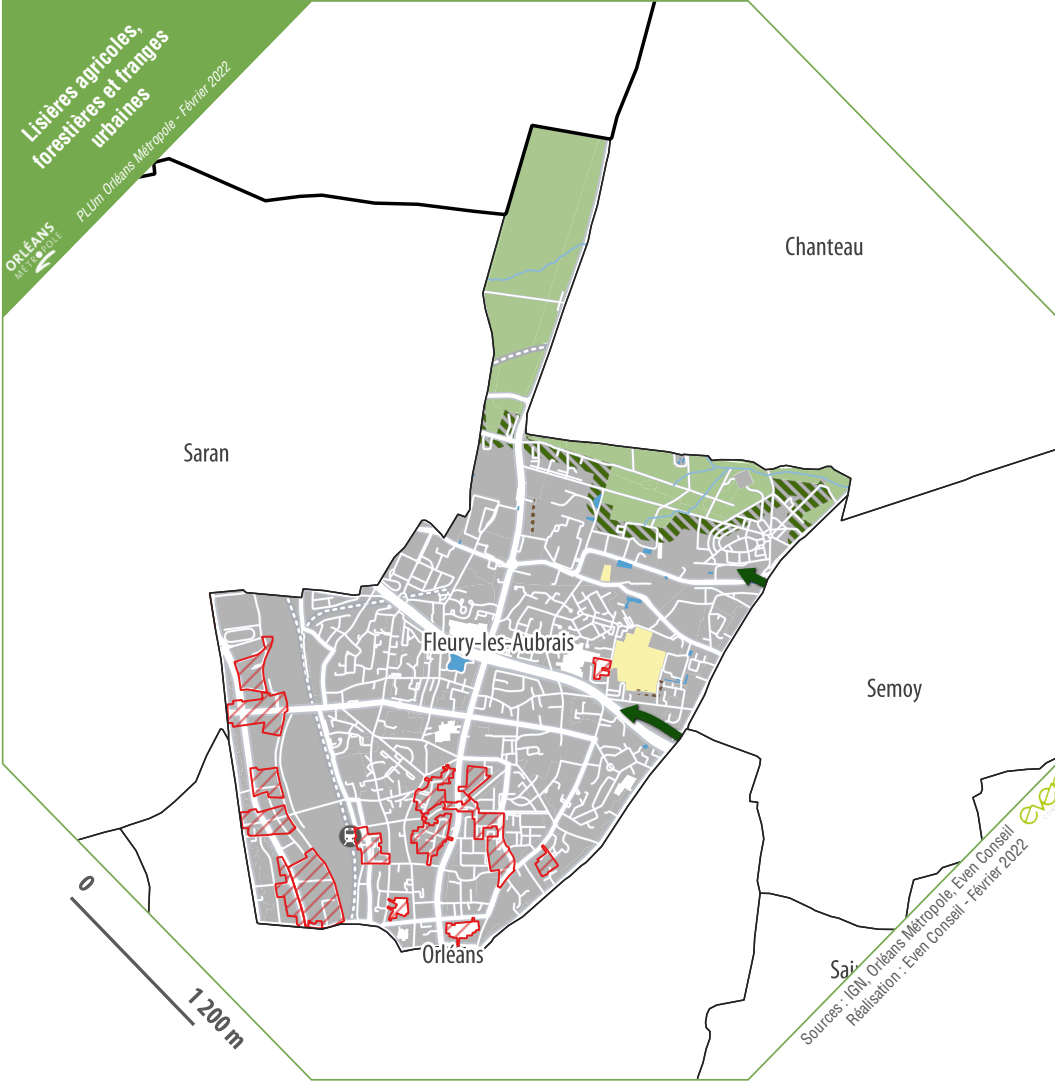 Lisières agricoles,
forestières et franges
urbaines
PLUm Orléans Métropole - Février 2022
ORLÉANS
MÉTROPOLE
Chanteau
Saran
Fleury-les-Aubrais
Semoy
Orléans
0
1 200 m
Sources : IGN, Orléans Métropole, Even Conseil
Réalisation : Even Conseil - Février 2022
even